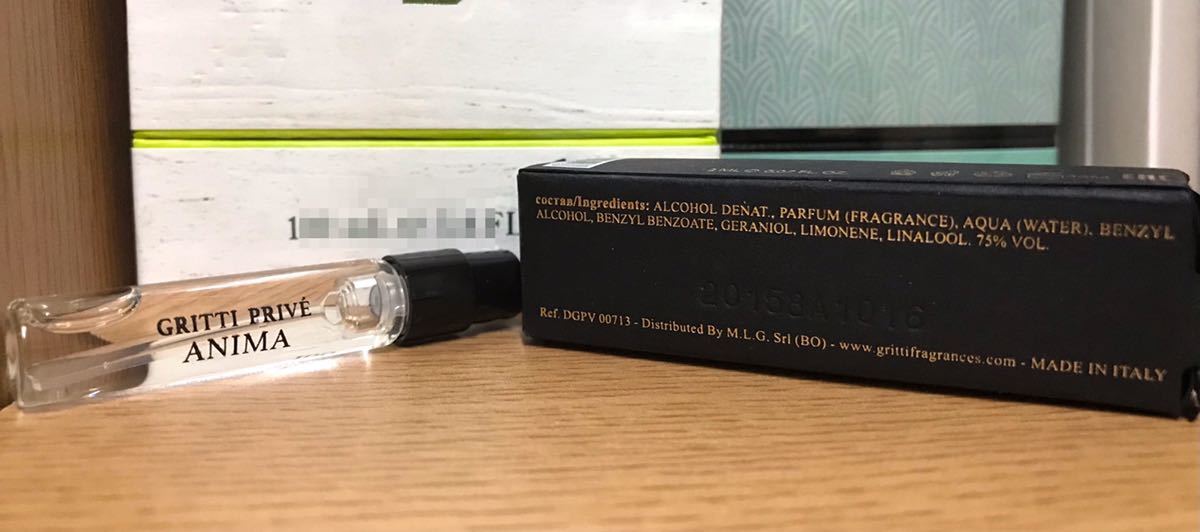 GRITTI PRIVÉ
ANIMA
состав/Ingredients: ALCOHOL DENAT., PARFUM (FRAGRANCE), AQUA (WATER), BENZYL
ALCOHOL, BENZYL BENZOATE, GERANIOL, LIMONENE, LINALOOL. 75% VOL.
20158A1016
Ref. DGPV 00713 - Distributed By M.L.G. Srl (BO) - www.grittifragrances.com - MADE IN ITALY